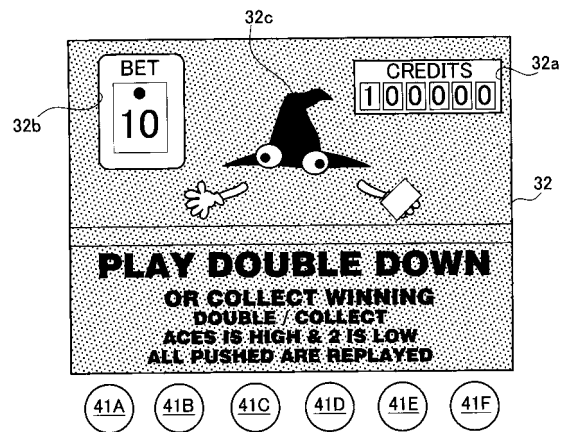 32c
BET
10
32b
CREDITS
100000
32a
32
PLAY DOUBLE DOWN
OR COLLECT WINNING
DOUBLE / COLLECT
ACES IS HIGH & 2 IS LOW
ALL PUSHED ARE REPLAYED
41A 41B 41C 41D 41E 41F